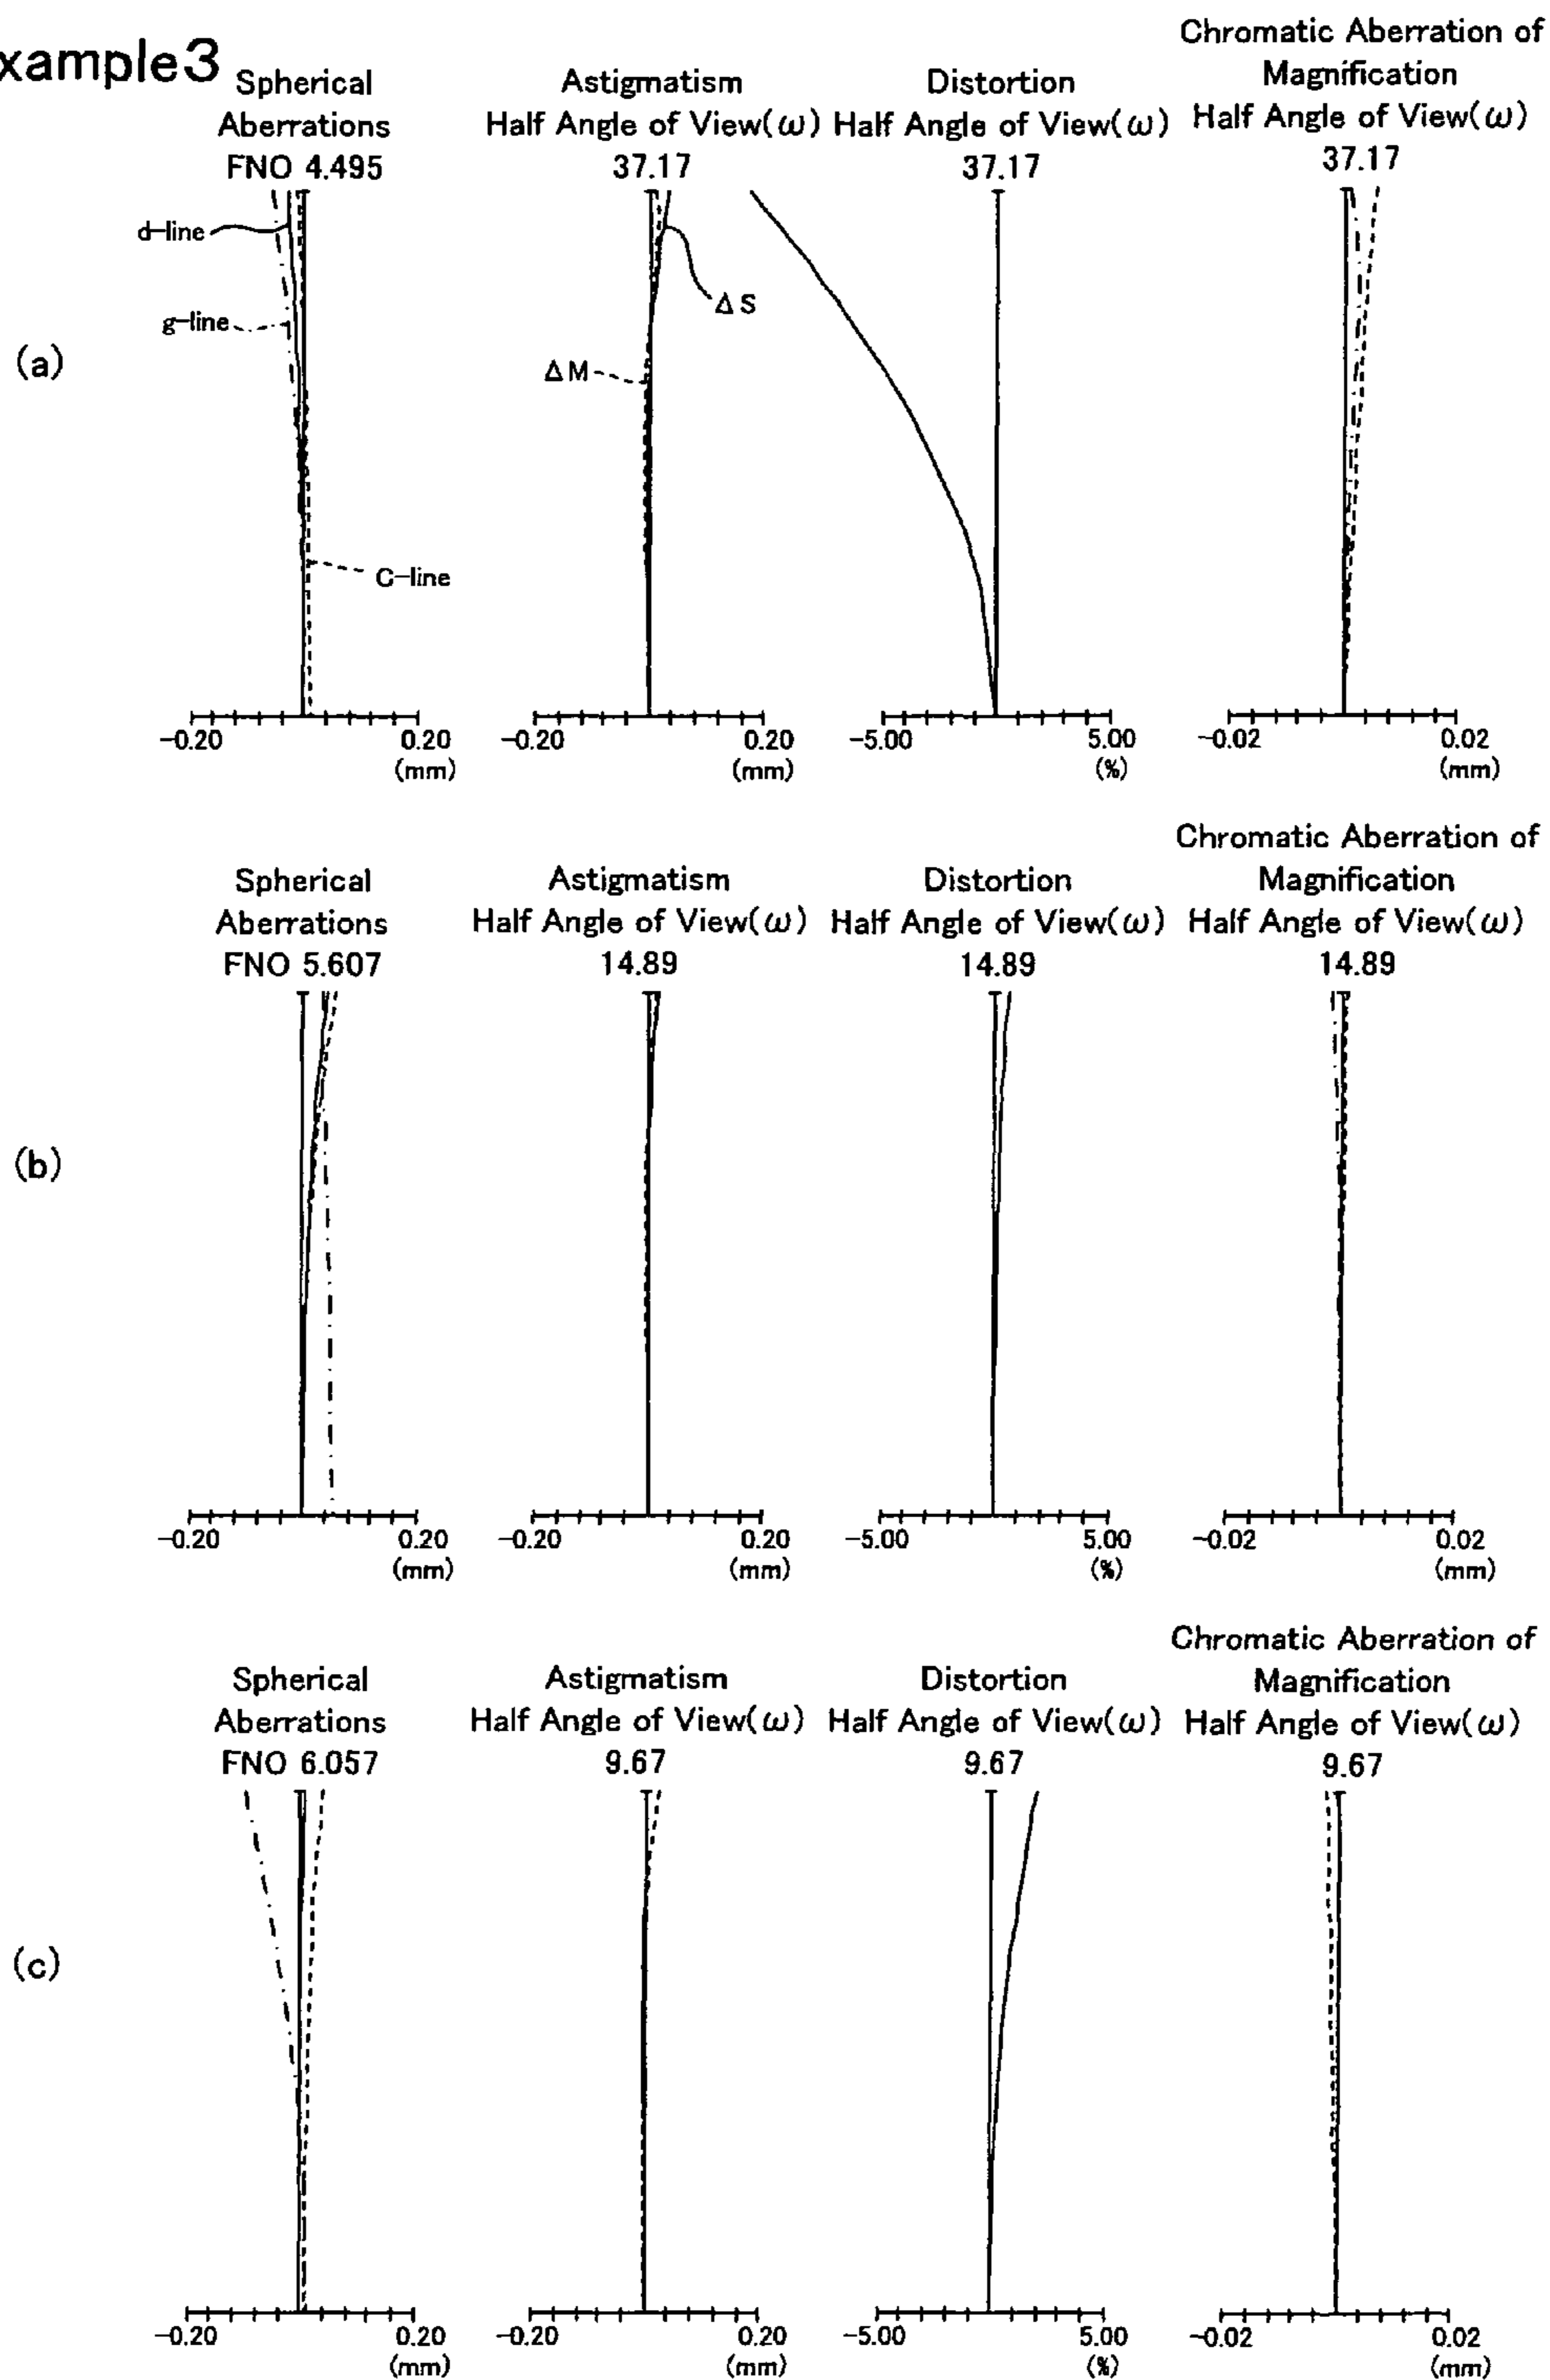 xample3
Spherical
Aberrations
FNO 4.495
Astigmatism
Half Angle of View(ω)
37.17
Distortion
Half Angle of View(ω)
37.17
Chromatic Aberration of
Magnification
Half Angle of View(ω)
37.17
(a)
d-line
g-line
C-line
ΔS
ΔM
-0.20
0.20
(mm)
-0.20
0.20
(mm)
-5.00
5.00
(%)
-0.02
0.02
(mm)
Spherical
Aberrations
FNO 5.607
Astigmatism
Half Angle of View(ω)
14.89
Distortion
Half Angle of View(ω)
14.89
Chromatic Aberration of
Magnification
Half Angle of View(ω)
14.89
(b)
-0.20
0.20
(mm)
-0.20
0.20
(mm)
-5.00
5.00
(%)
-0.02
0.02
(mm)
Spherical
Aberrations
FNO 6.057
Astigmatism
Half Angle of View(ω)
9.67
Distortion
Half Angle of View(ω)
9.67
Chromatic Aberration of
Magnification
Half Angle of View(ω)
9.67
(c)
-0.20
0.20
(mm)
-0.20
0.20
(mm)
-5.00
5.00
(%)
-0.02
0.02
(mm)